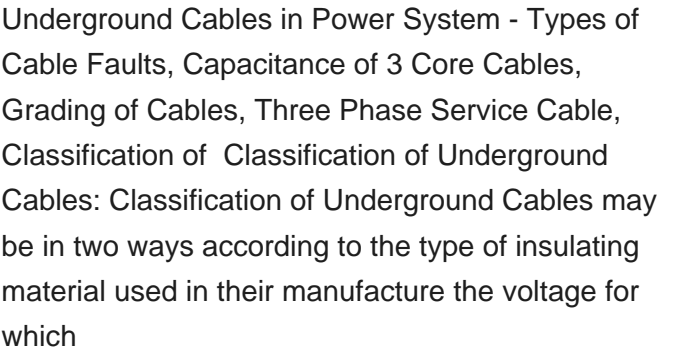 Underground Cables in Power System - Types of
Cable Faults, Capacitance of 3 Core Cables,
Grading of Cables, Three Phase Service Cable,
Classification of  Classification of Underground
Cables: Classification of Underground Cables may
be in two ways according to the type of insulating
material used in their manufacture the voltage for
which